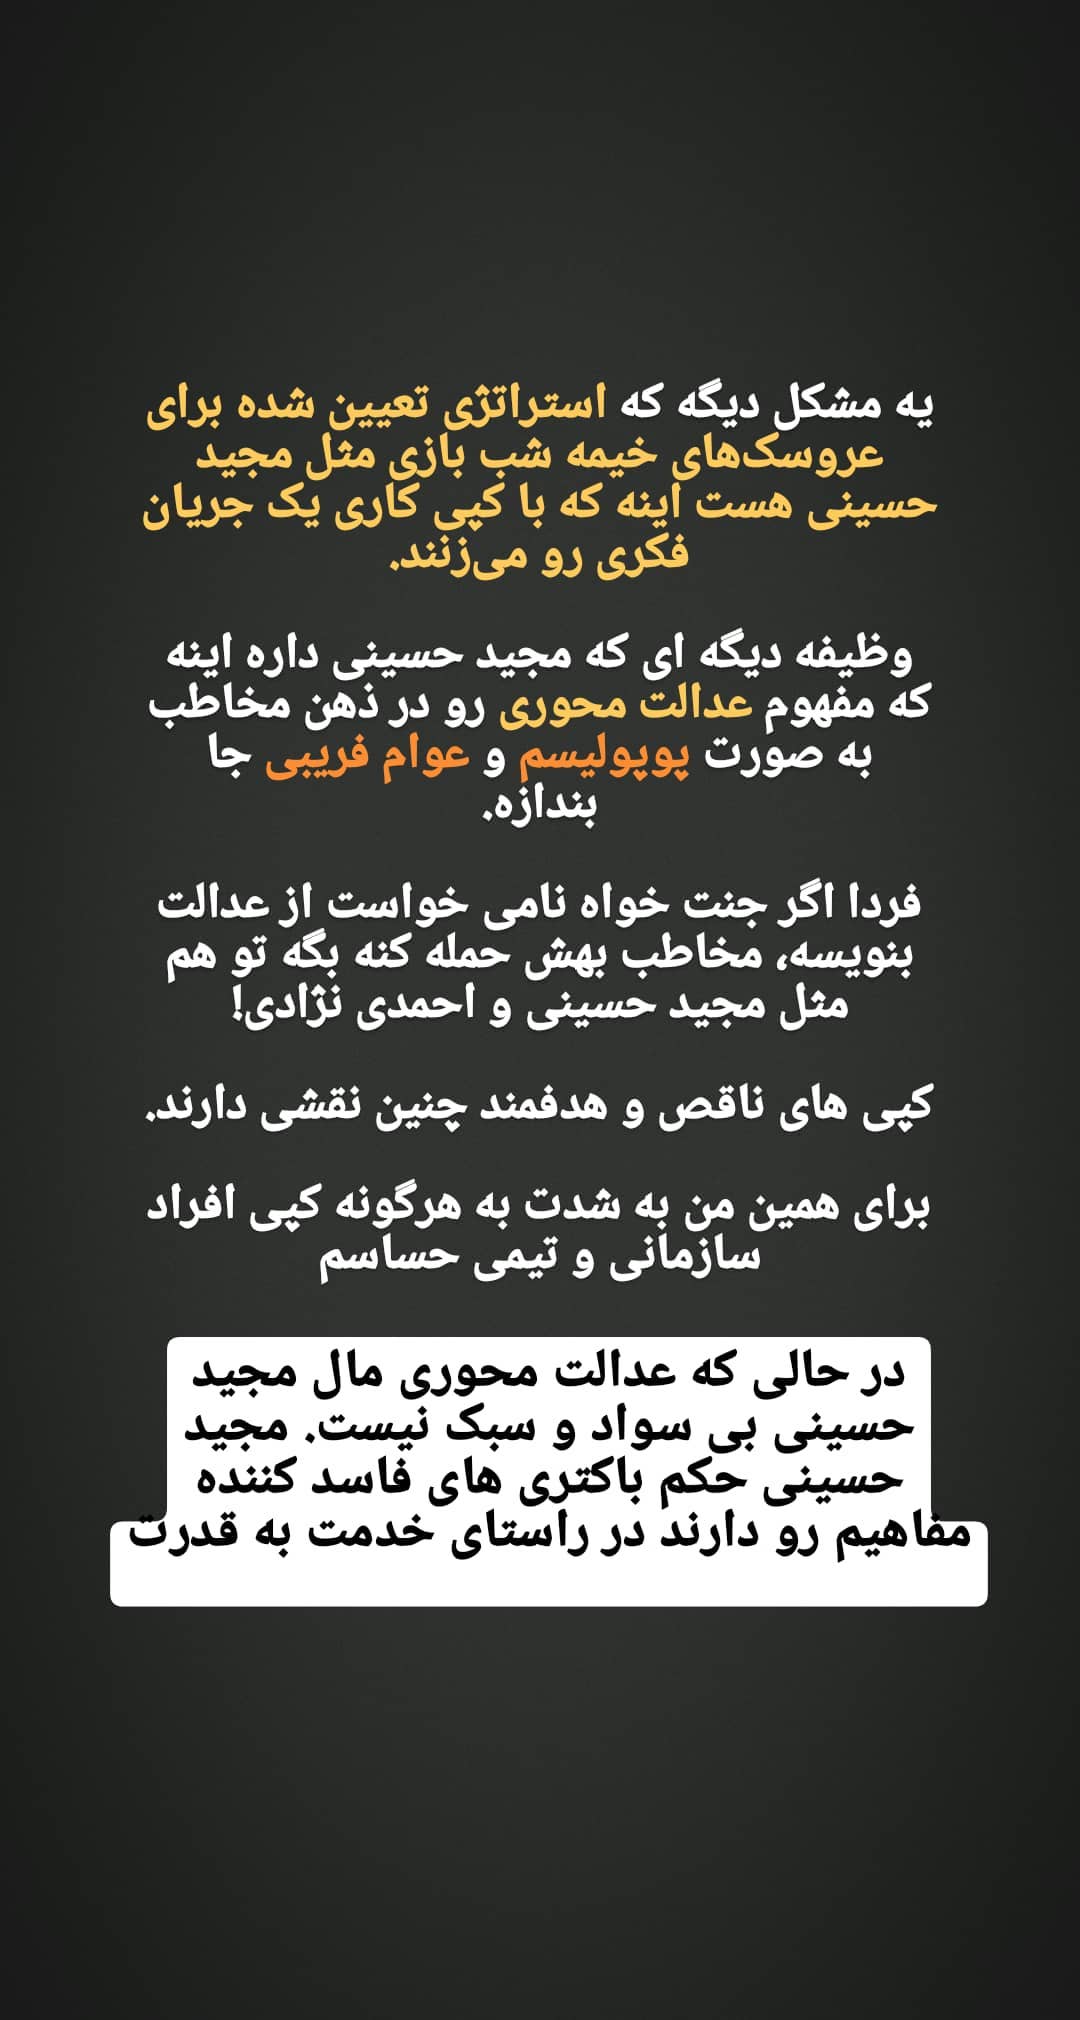 یه مشکل دیگه که استراتژی تعیین شده برای
عروسک‌های خیمه شب بازی مثل مجید
حسینی هست اینه که با کپی کاری یک جریان
فکری رو می‌زنند.
وظیفه دیگه ای که مجید حسینی داره اینه
که مفهوم عدالت محوری رو در ذهن مخاطب
به صورت پوپولیسم و عوام فریبی جا
بندازه.
فردا اگر جنت خواه نامی خواست از عدالت
بنویسه، مخاطب بهش حمله کنه بگه تو هم
مثل مجید حسینی و احمدی نژادی!
کپی های ناقص و هدفمند چنین نقشی دارند.
برای همین من به شدت به هرگونه کپی افراد
سازمانی و تیمی حساسم
در حالی که عدالت محوری مال مجید
حسینی بی سواد و سبک نیست. مجید
حسینی حکم باکتری های فاسد کننده
مفاهیم رو دارند در راستای خدمت به قدرت